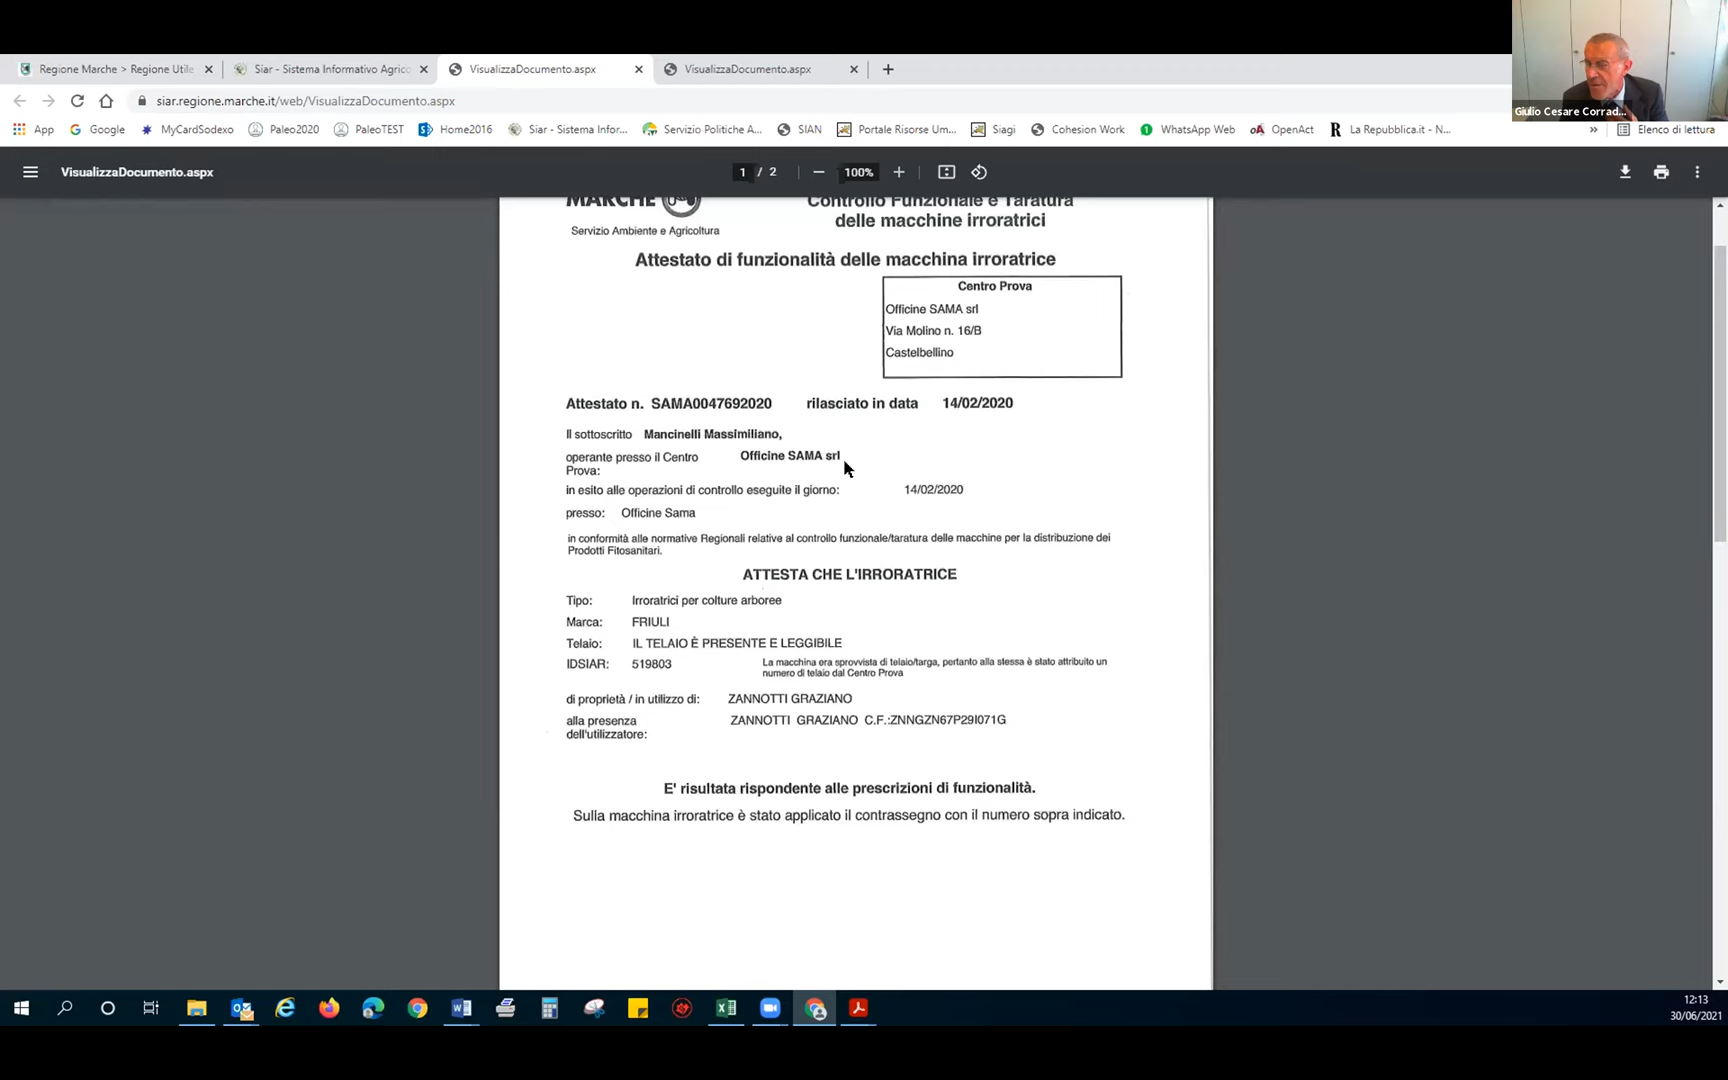 Regione Marche > Regione Utile
Siar - Sistema Informativo Agrico
VisualizzaDocumento.aspx
VisualizzaDocumento.aspx
Giulio Cesare Corrad...
siar.regione.marche.it/web/VisualizzaDocumento.aspx
App
Google
MyCardSodexo
Paleo2020
PaleoTEST
Home2016
Siar - Sistema Infor...
Servizio Politiche A...
SIAN
Portale Risorse Um...
Siagi
Cohesion Work
WhatsApp Web
OpenAct
La Repubblica.it - N...
»
Elenco di lettura
VisualizzaDocumento.aspx
1 / 2
100%
MARCHE
Servizio Ambiente e Agricoltura
Controllo Funzionale e Taratura
delle macchine irroratrici
Attestato di funzionalità delle macchina irroratrice
Centro Prova
Officine SAMA srl
Via Molino n. 16/B
Castelbellino
Attestato n. SAMA0047692020 rilasciato in data 14/02/2020
Il sottoscritto Mancinelli Massimiliano,
operante presso il Centro Prova: Officine SAMA srl
in esito alle operazioni di controllo eseguite il giorno: 14/02/2020
presso: Officine Sama
in conformità alle normative Regionali relative al controllo funzionale/taratura delle macchine per la distribuzione dei
Prodotti Fitosanitari.
ATTESTA CHE L'IRRORATRICE
Tipo: Irroratrici per colture arboree
Marca: FRIULI
Telaio: IL TELAIO È PRESENTE E LEGGIBILE
IDSIAR: 519803
La macchina era sprovvista di telaio/targa, pertanto alla stessa è stato attribuito un
numero di telaio dal Centro Prova
di proprietà / in utilizzo di: ZANNOTTI GRAZIANO
alla presenza dell'utilizzatore: ZANNOTTI GRAZIANO C.F.:ZNNGZN67P29I071G
E' risultata rispondente alle prescrizioni di funzionalità.
Sulla macchina irroratrice è stato applicato il contrassegno con il numero sopra indicato.
12:13
30/06/2021